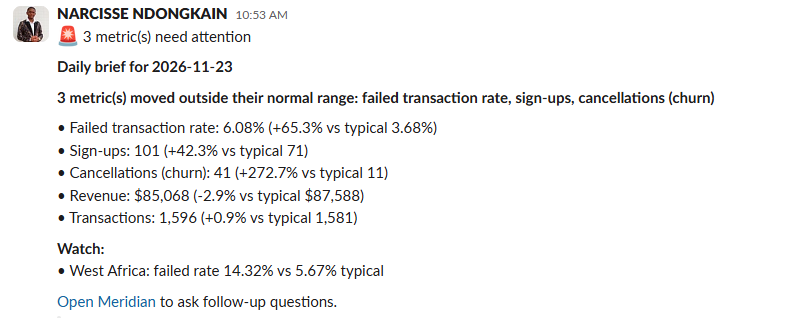 NARCISSE NDONGKAIN 10:53 AM
🚨 3 metric(s) need attention
Daily brief for 2026-11-23
3 metric(s) moved outside their normal range: failed transaction rate, sign-ups, cancellations (churn)
• Failed transaction rate: 6.08% (+65.3% vs typical 3.68%)
• Sign-ups: 101 (+42.3% vs typical 71)
• Cancellations (churn): 41 (+272.7% vs typical 11)
• Revenue: $85,068 (-2.9% vs typical $87,588)
• Transactions: 1,596 (+0.9% vs typical 1,581)
Watch:
• West Africa: failed rate 14.32% vs 5.67% typical
Open Meridian to ask follow-up questions.